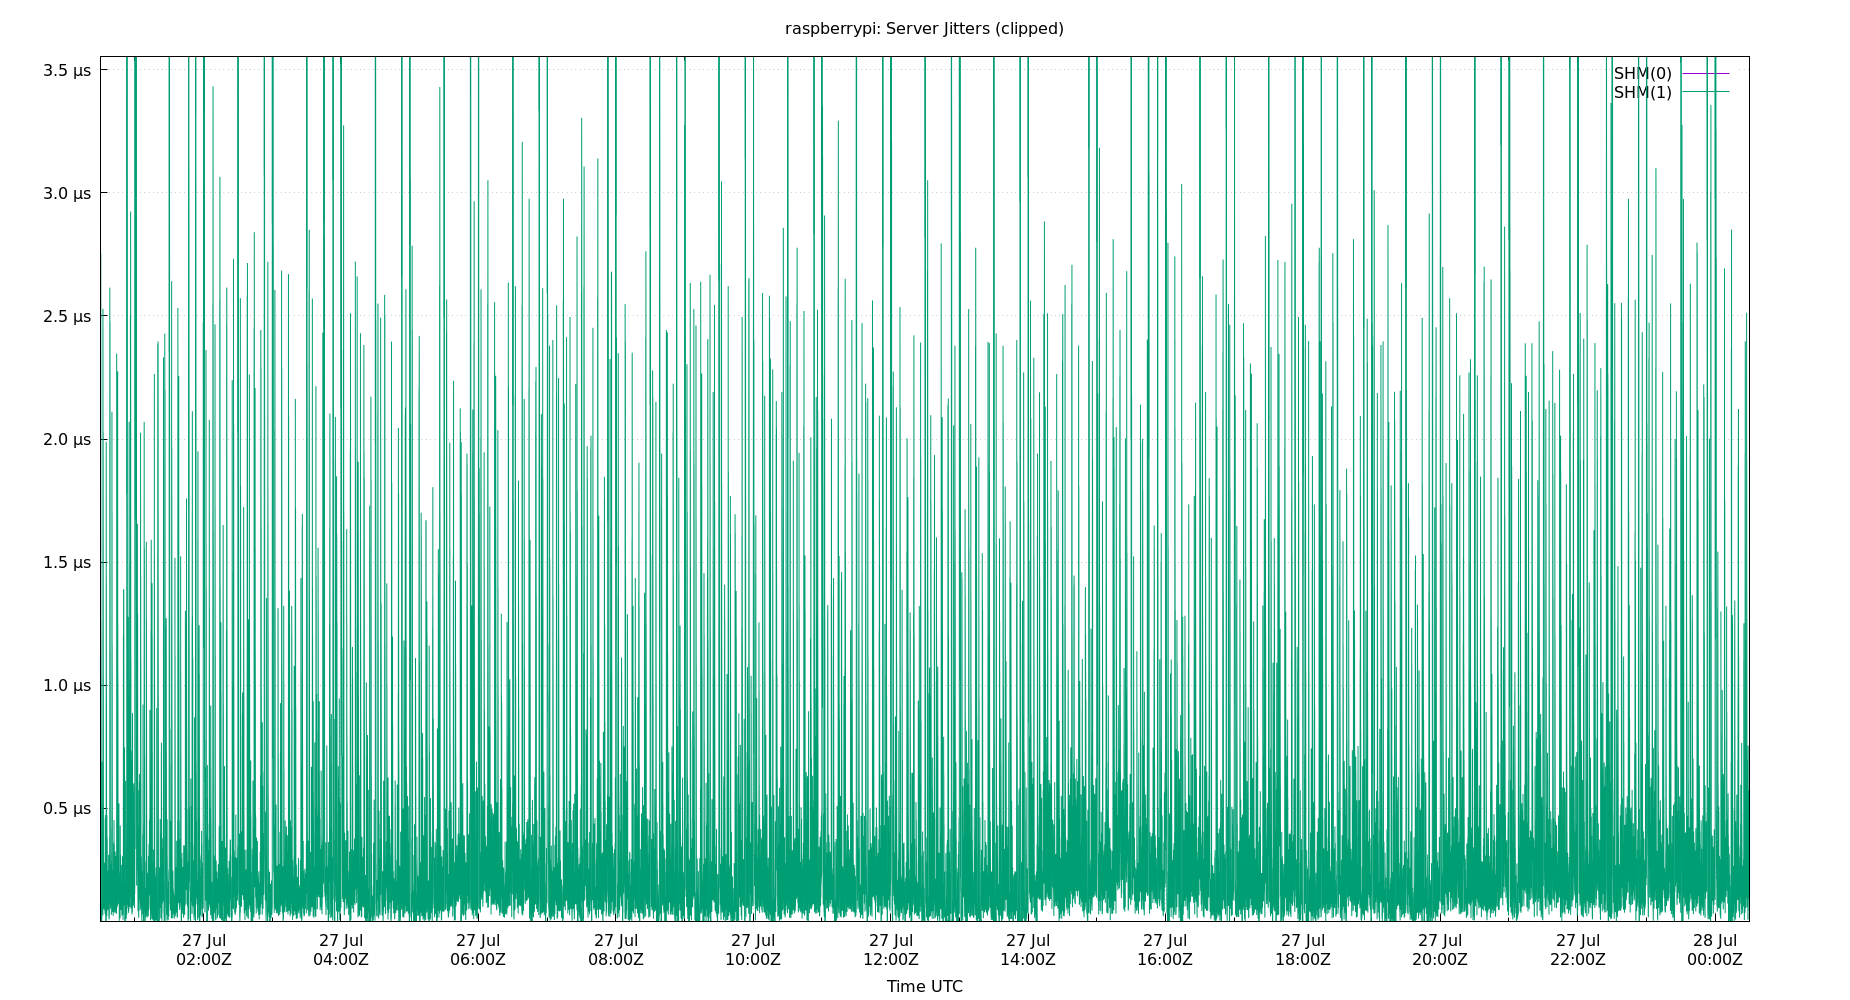 raspberrypi: Server Jitters (clipped)
3.5 µs
3.0 µs
2.5 µs
2.0 µs
1.5 µs
1.0 µs
0.5 µs
SHM(0)
SHM(1)
27 Jul 27 Jul 27 Jul 27 Jul 27 Jul 27 Jul 27 Jul 27 Jul 27 Jul 27 Jul 27 Jul 28 Jul
02:00Z 04:00Z 06:00Z 08:00Z 10:00Z 12:00Z 14:00Z 16:00Z 18:00Z 20:00Z 22:00Z 00:00Z
Time UTC